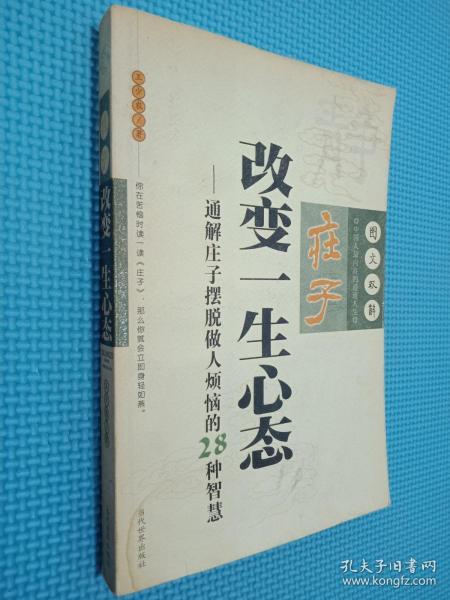 图文双解
庄子
改变一生心态
——通解庄子摆脱做人烦恼的28种智慧
王少农/著
你在苦恼时读一读《庄子》，那么你就会立即身轻如燕。
当代世界出版社
改变一生心态
孔夫子旧书网
www.kongfz.com